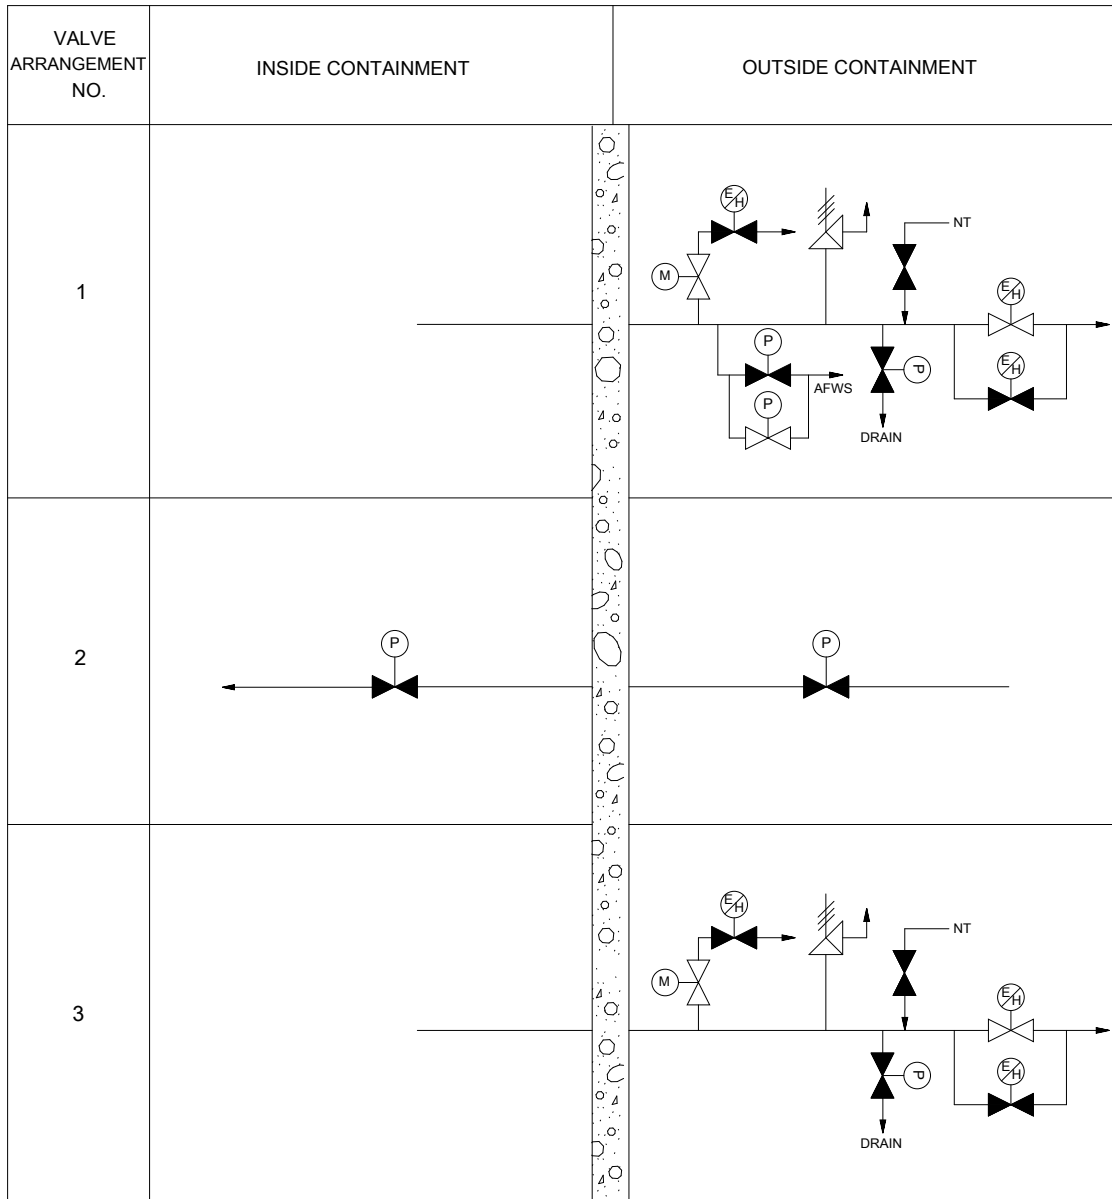 VALVE
ARRANGEMENT
NO.
INSIDE CONTAINMENT
OUTSIDE CONTAINMENT
1
E/H
NT
M
E/H
P
E/H
P
AFWS
P
DRAIN
2
P
P
3
E/H
NT
M
E/H
P
E/H
DRAIN